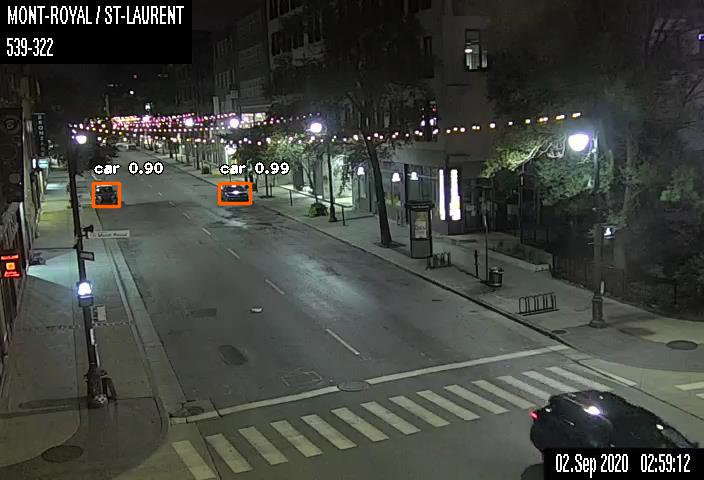 MONT-ROYAL / ST-LAURENT
539-322
car 0.90
car 0.99
02.Sep 2020 02:59:12